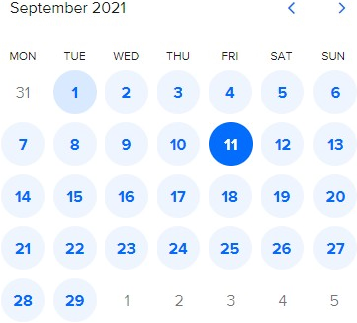 September 2021
MON TUE WED THU FRI SAT SUN
31 1 2 3 4 5 6
7 8 9 10 11 12 13
14 15 16 17 18 19 20
21 22 23 24 25 26 27
28 29 1 2 3 4 5